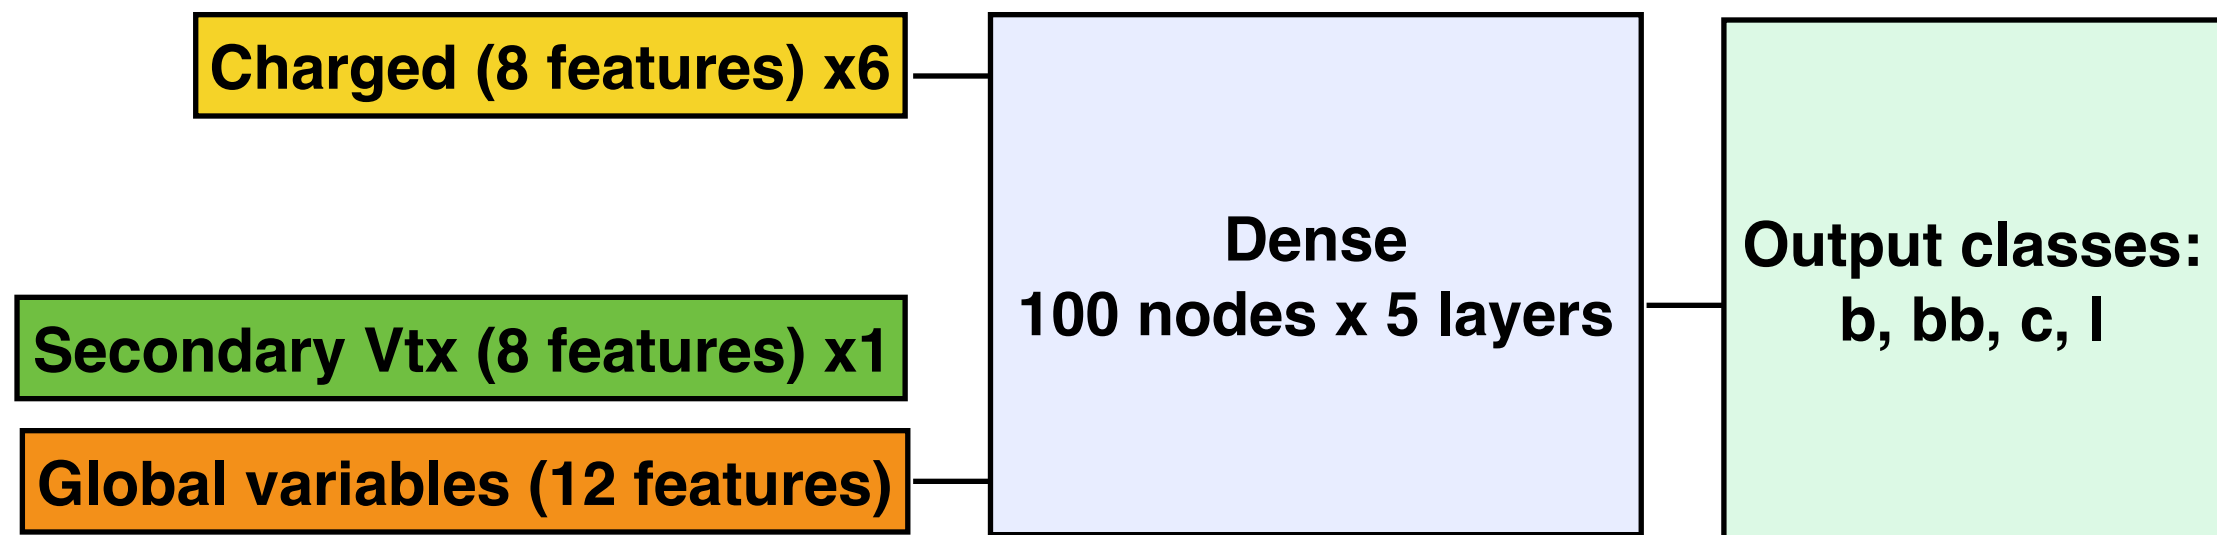 Charged (8 features) x6
Secondary Vtx (8 features) x1
Global variables (12 features)
Dense
100 nodes x 5 layers
Output classes:
b, bb, c, l